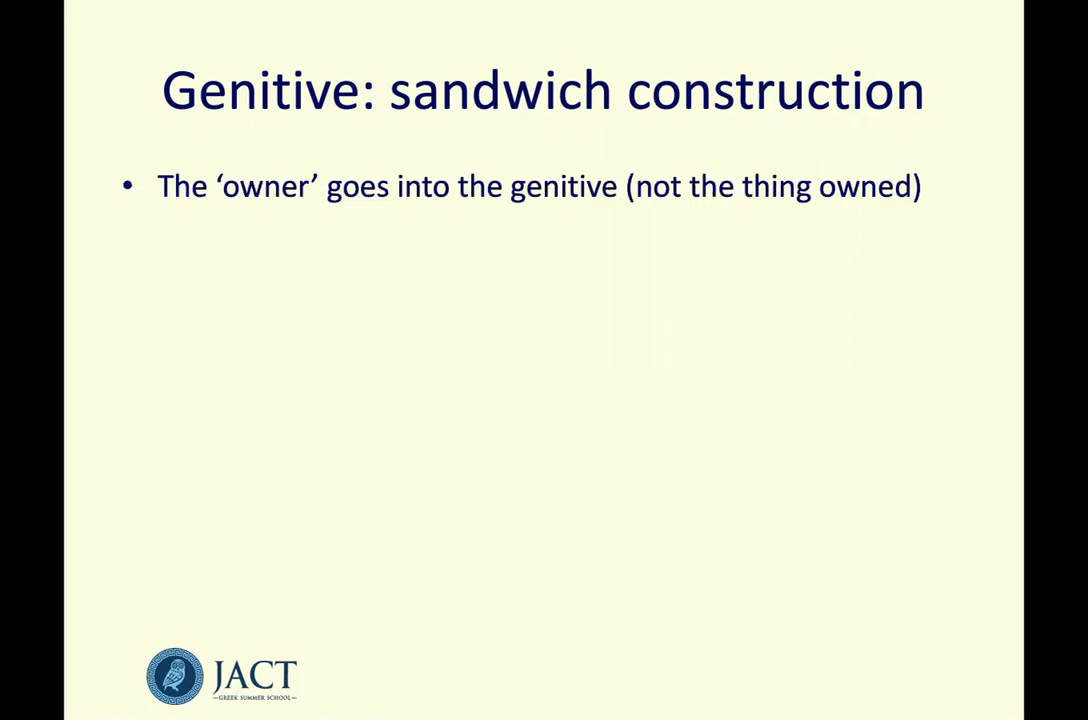 Genitive: sandwich construction
• The ‘owner’ goes into the genitive (not the thing owned)
JACT
—GREEK SUMMER SCHOOL—